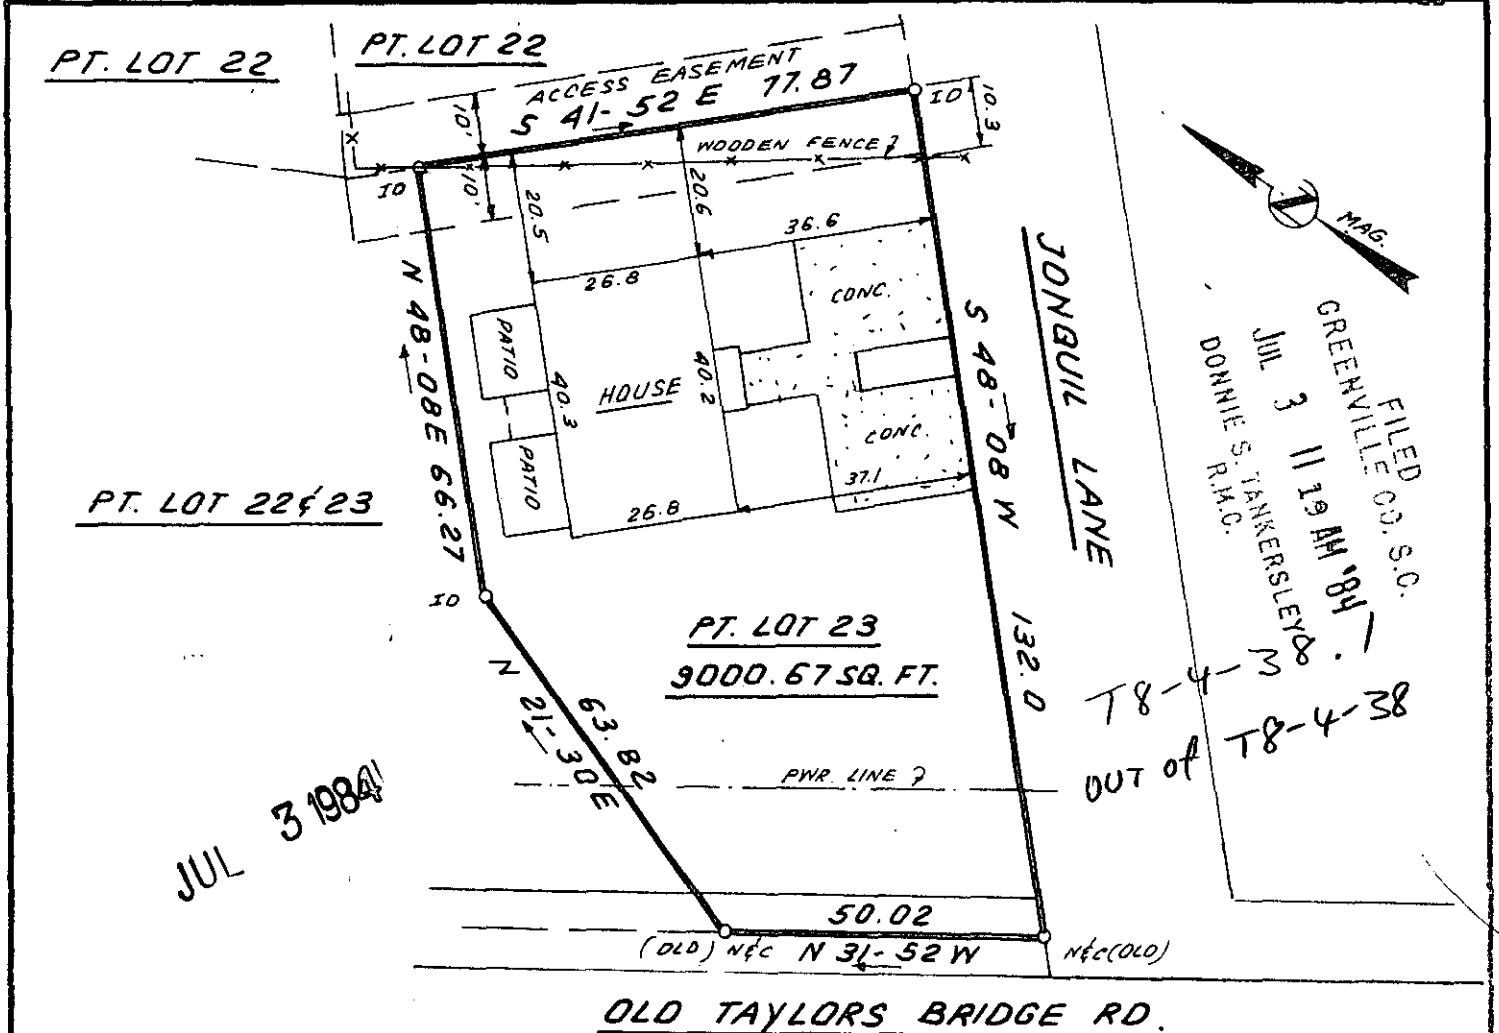 PT. LOT 22
PT. LOT 22
ACCESS EASEMENT
S 41-52 E 77.87
IO
10.3
10'
10'
WOODEN FENCE
IO
20.5
20.6
36.6
26.8
CONC.
MAG.
N 48-08 E 66.27
PATIO
HOUSE
40.3
40.2
PATIO
CONC.
37.1
26.8
S 48-08 W 132.0
JONQUIL LANE
FILED
GREENVILLE CO. S.C.
JUL 3 11 19 AM '84
DONNIE S. TANKERSLEY
R.M.C.
PT. LOT 22 & 23
IO
PT. LOT 23
9000.67 SQ. FT.
N 21-30 E
63.82
T8-4-3
OUT of T8-4-38
PWR. LINE
JUL 3 1984
50.02
(OLD) N&C N 31-52 W N&C (OLD)
OLD TAYLORS BRIDGE RD.